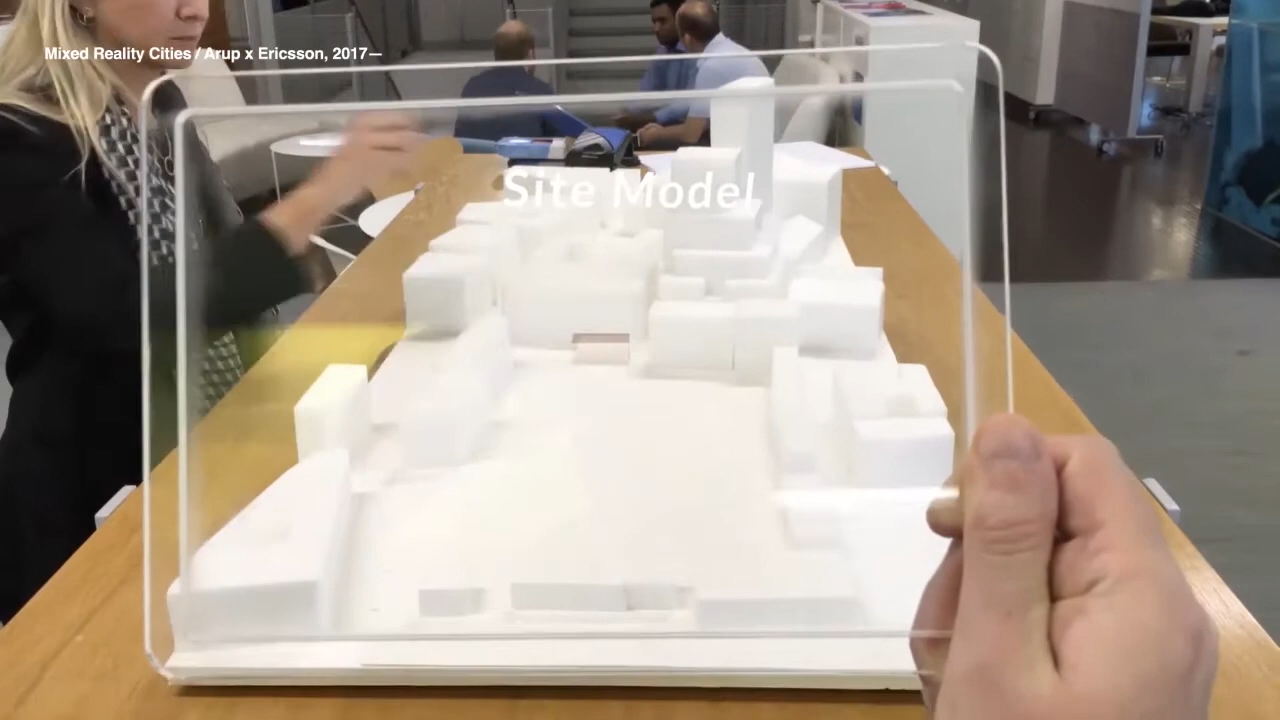 Mixed Reality Cities / Arup x Ericsson, 2017—
Site Model